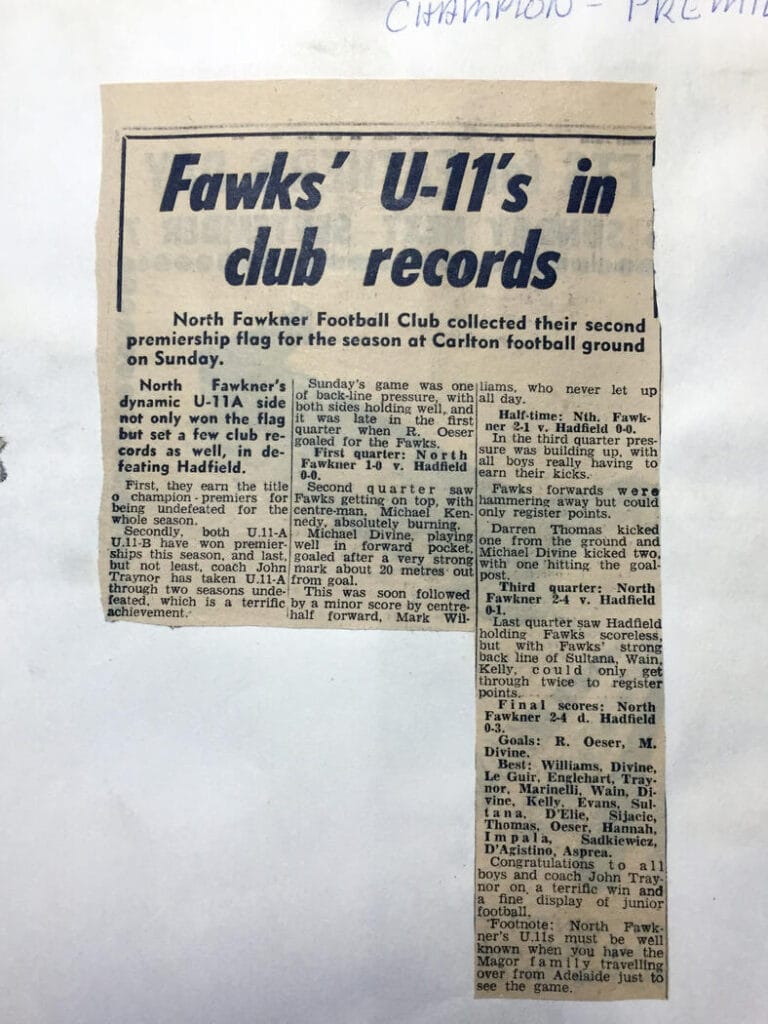 CHAMPION - PREMIE
Fawks' U-11's in
club records
North Fawkner Football Club collected their second
premiership flag for the season at Carlton football ground
on Sunday.
North Fawkner's
dynamic U-11A side
not only won the flag
but set a few club re-
cords as well, in de-
feating Hadfield.
First, they earn the title
o champion-premiers for
being undefeated for the
whole season.
Secondly, both U.11-A
U.11-B have won premier-
ships this season and last,
but not least, coach John
Traynor has taken U.11-A
through two seasons unde-
feated, which is a terrific
achievement.
Sunday's game was one
of back-line pressure, with
both sides holding well, and
it was late in the first
quarter when R. Oeser
goaled for the Fawks.
First quarter: North
Fawkner 1-0 v. Hadfield
0-0.
Second quarter saw
Fawks getting on top, with
centre-man, Michael Ken-
nedy, absolutely burning.
Michael Divine, playing
well in forward pocket,
goaled after a very strong
mark about 20 metres out
from goal.
This was soon followed
by a minor score by centre-
half forward, Mark Wil-
liams, who never let up
all day.
Half-time: Nth. Fawk-
ner 2-1 v. Hadfield 0-0.
In the third quarter pres-
sure was building up, with
all boys really having to
earn their kicks.
Fawks forwards were
hammering away but could
only register points.
Darren Thomas kicked
one from the ground and
Michael Divine kicked two,
with one hitting the goal-
post.
Third quarter: North
Fawkner 2-4 v. Hadfield
0-1.
Last quarter saw Hadfield
holding Fawks scoreless,
but with Fawks' strong
back line of Sultana, Wain,
Kelly, could only get
through twice to register
points.
Final scores: North
Fawkner 2-4 d. Hadfield
0-3.
Goals: R. Oeser, M.
Divine.
Best: Williams, Divine,
Le Guir, Englehart, Tray-
nor, Marinelli, Wain, Di-
vine, Kelly, Evans, Sul-
tana, D'Elie, Sijacic,
Thomas, Oeser, Hannah,
Impala, Sadkiewicz,
D'Agistino, Asprea.
Congratulations to all
boys and coach John Tray-
nor on a terrific win and
a fine display of junior
football.
Footnote: North Fawk-
ner's U.11s must be well
known when you have the
Magor family travelling
over from Adelaide just to
see the game.